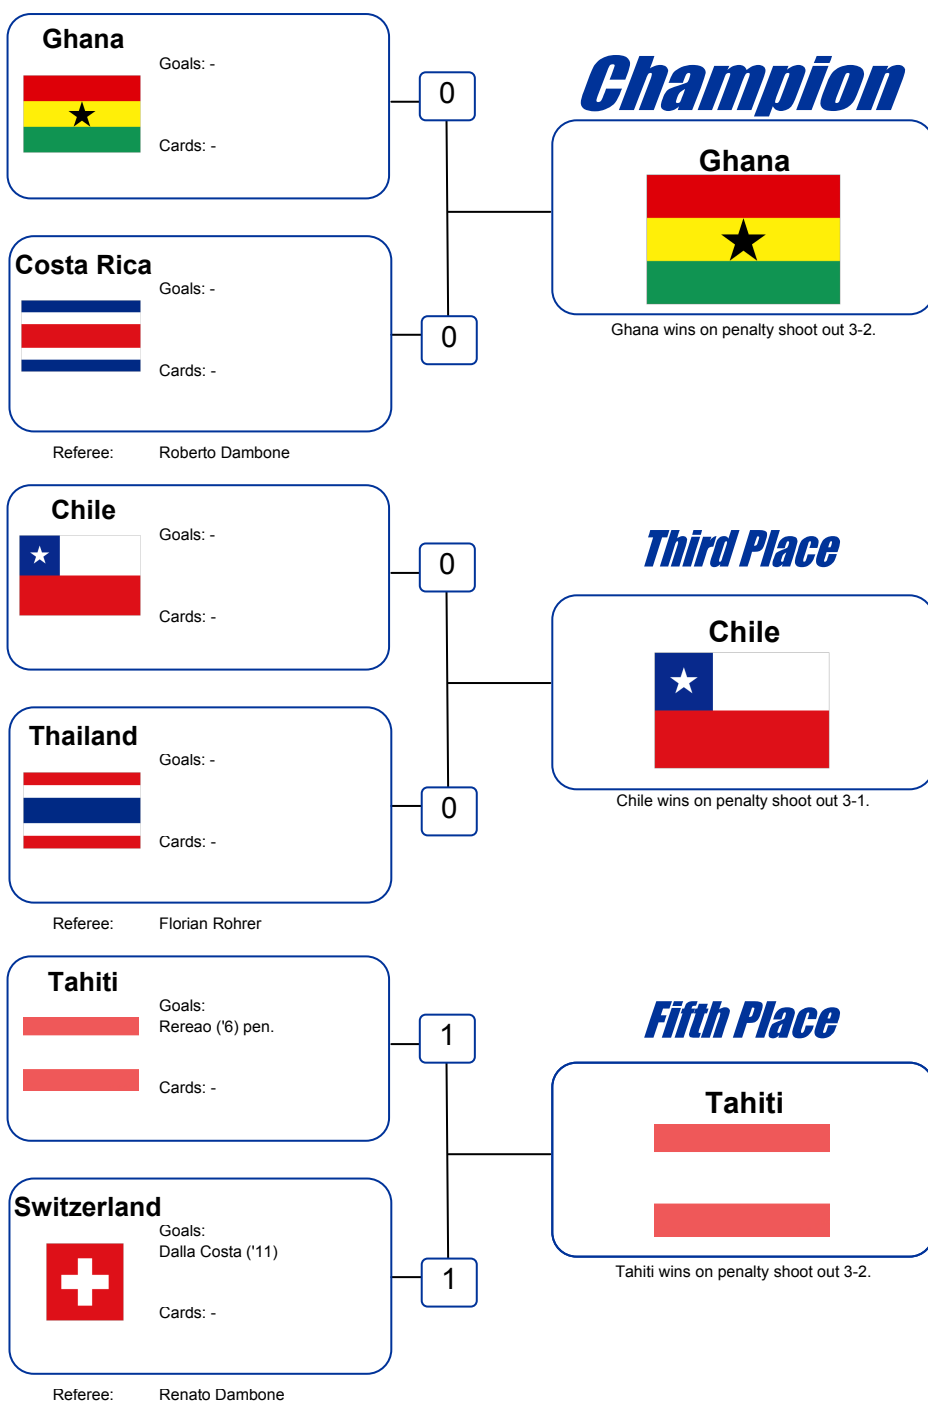 Ghana
Goals: -
Cards: -
0
Champion
Ghana
Ghana wins on penalty shoot out 3-2.
Costa Rica
Goals: -
Cards: -
0
Referee: Roberto Dambone
Chile
Goals: -
Cards: -
0
Third Place
Chile
Chile wins on penalty shoot out 3-1.
Thailand
Goals: -
Cards: -
0
Referee: Florian Rohrer
Tahiti
Goals:
Rereao ('6) pen.
Cards: -
1
Fifth Place
Tahiti
Tahiti wins on penalty shoot out 3-2.
Switzerland
Goals:
Dalla Costa ('11)
Cards: -
1
Referee: Renato Dambone